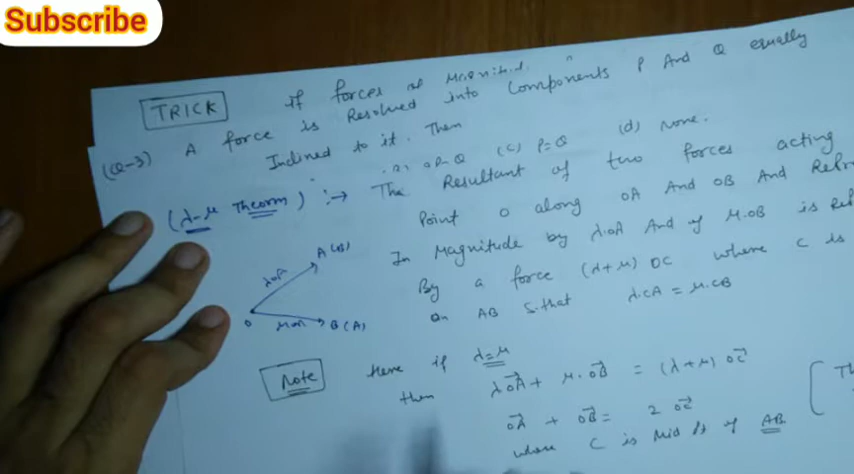 Subscribe
TRICK If forces of
(Q-3) A force is Resolved into Components P And Q equally
Inclined to it. Then
(c) P=Q (d) None.
(λ-μ Theorm) :→ The Resultant of two forces acting
Point O along OA And OB And
In Magnitude by λ.OA And of μ.OB is
By a force (λ+μ) OC where C is
on AB S.that λ.CA = μ.CB
A (B)
λOA
O
B (A)
Note Here if λ=μ
then λOA + μ.OB = (λ+μ) OC
OA + OB = 2 OC
where C is Mid Pt of AB